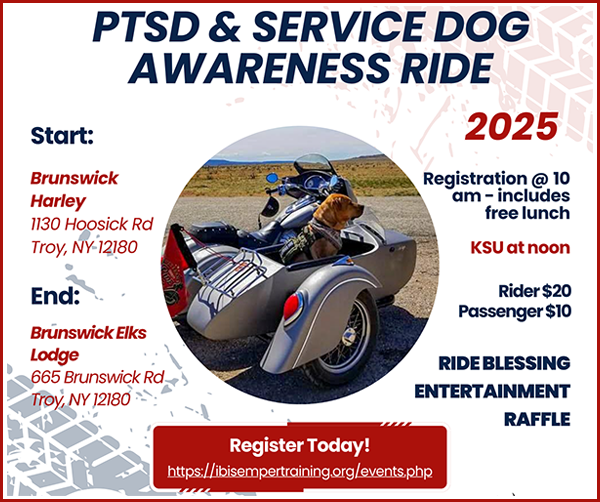 PTSD & SERVICE DOG
AWARENESS RIDE
2025
Start:
Brunswick
Harley
1130 Hoosick Rd
Troy, NY 12180
End:
Brunswick Elks
Lodge
665 Brunswick Rd
Troy, NY 12180
Registration @ 10
am - includes
free lunch
KSU at noon
Rider $20
Passenger $10
RIDE BLESSING
ENTERTAINMENT
RAFFLE
Register Today!
https://ibisempertraining.org/events.php